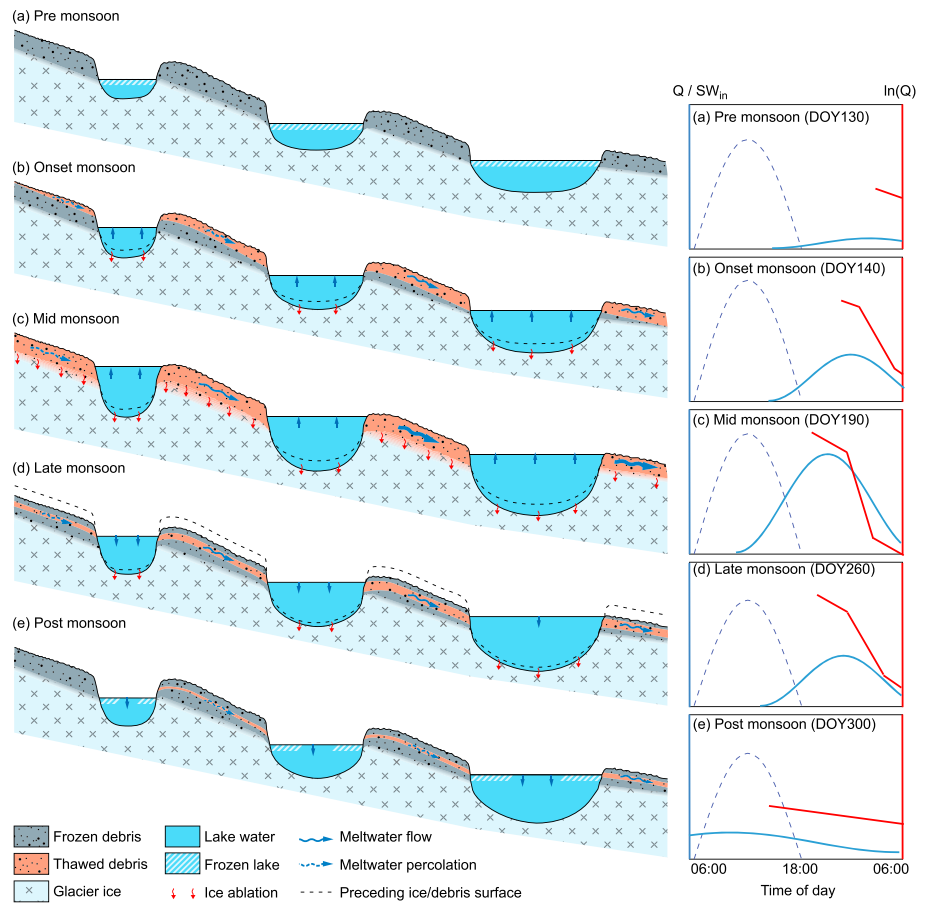 (a) Pre monsoon
(b) Onset monsoon
(c) Mid monsoon
(d) Late monsoon
(e) Post monsoon
Frozen debris
Thawed debris
Glacier ice
Lake water
Frozen lake
Ice ablation
Meltwater flow
Meltwater percolation
Preceding ice/debris surface
Q / SWin
ln(Q)
(a) Pre monsoon (DOY130)
(b) Onset monsoon (DOY140)
(c) Mid monsoon (DOY190)
(d) Late monsoon (DOY260)
(e) Post monsoon (DOY300)
06:00 18:00 06:00
Time of day